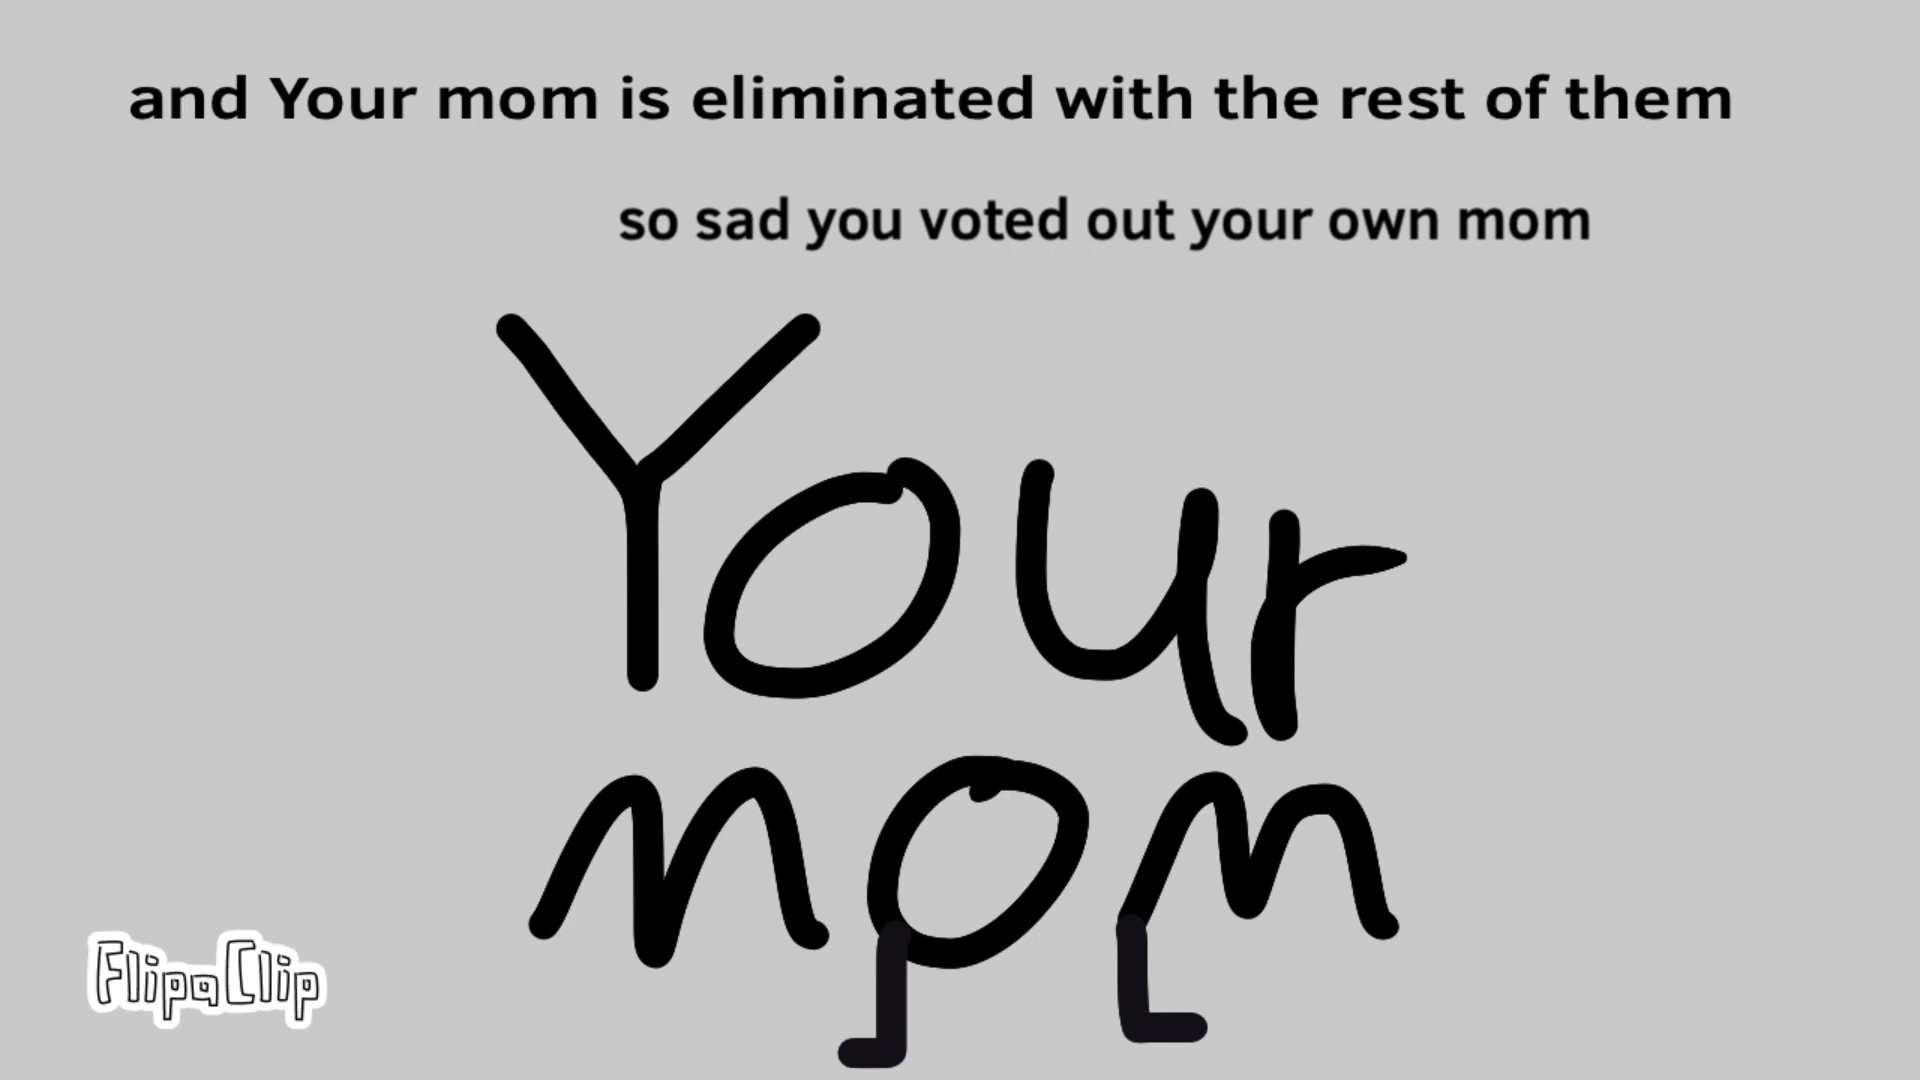 and Your mom is eliminated with the rest of them
so sad you voted out your own mom
Your
mom
FlipaClip